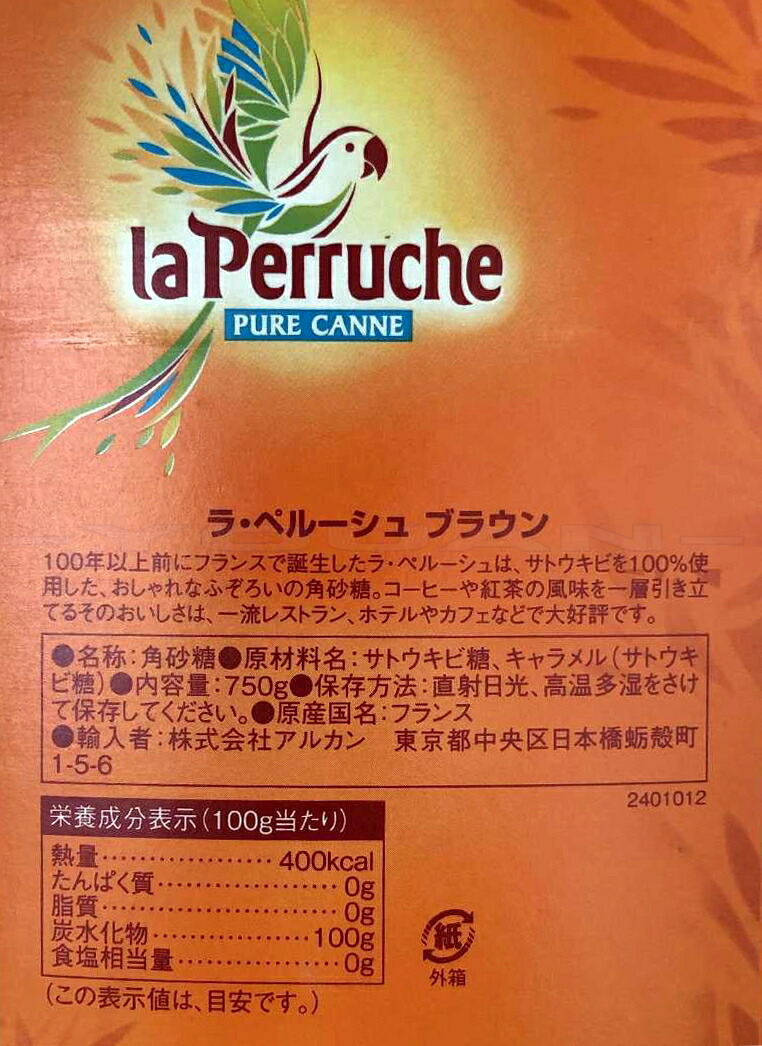 la Perruche
PURE CANNE
ラ・ペルーシュ ブラウン
100年以上前にフランスで誕生したラ・ペルーシュは、サトウキビを100%使
用した、おしゃれなふぞろいの角砂糖。コーヒーや紅茶の風味を一層引き立
てるそのおいしさは、一流レストラン、ホテルやカフェなどで大好評です。
●名称：角砂糖●原材料名：サトウキビ糖、キャラメル（サトウキ
ビ糖）●内容量：750g●保存方法：直射日光、高温多湿をさけ
て保存してください。●原産国名：フランス
●輸入者：株式会社アルカン　東京都中央区日本橋蛎殻町
1-5-6
2401012
栄養成分表示（100g当たり）
熱量…………………400kcal
たんぱく質…………………0g
脂質…………………………0g
炭水化物………………100g
食塩相当量………………0g
（この表示値は、目安です。）
紙
外箱